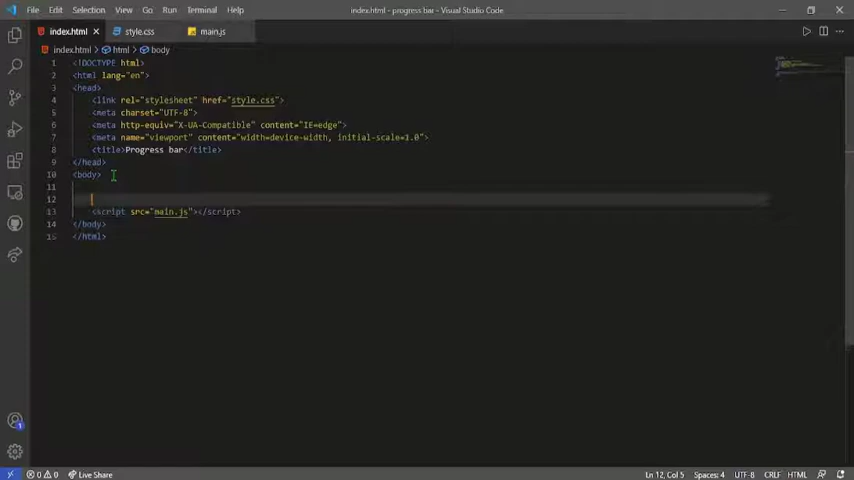 File Edit Selection View Go Run Terminal Help index.html - progress bar - Visual Studio Code
index.html style.css main.js
index.html > html > body
1 <!DOCTYPE html>
2 <html lang="en">
3 <head>
4 <link rel="stylesheet" href="style.css">
5 <meta charset="UTF-8">
6 <meta http-equiv="X-UA-Compatible" content="IE=edge">
7 <meta name="viewport" content="width=device-width, initial-scale=1.0">
8 <title>Progress bar</title>
9 </head>
10 <body>
11
12
13 <script src="main.js"></script>
14 </body>
15 </html>
0 0 Live Share Ln 12, Col 5 Spaces: 4 UTF-8 CRLF HTML